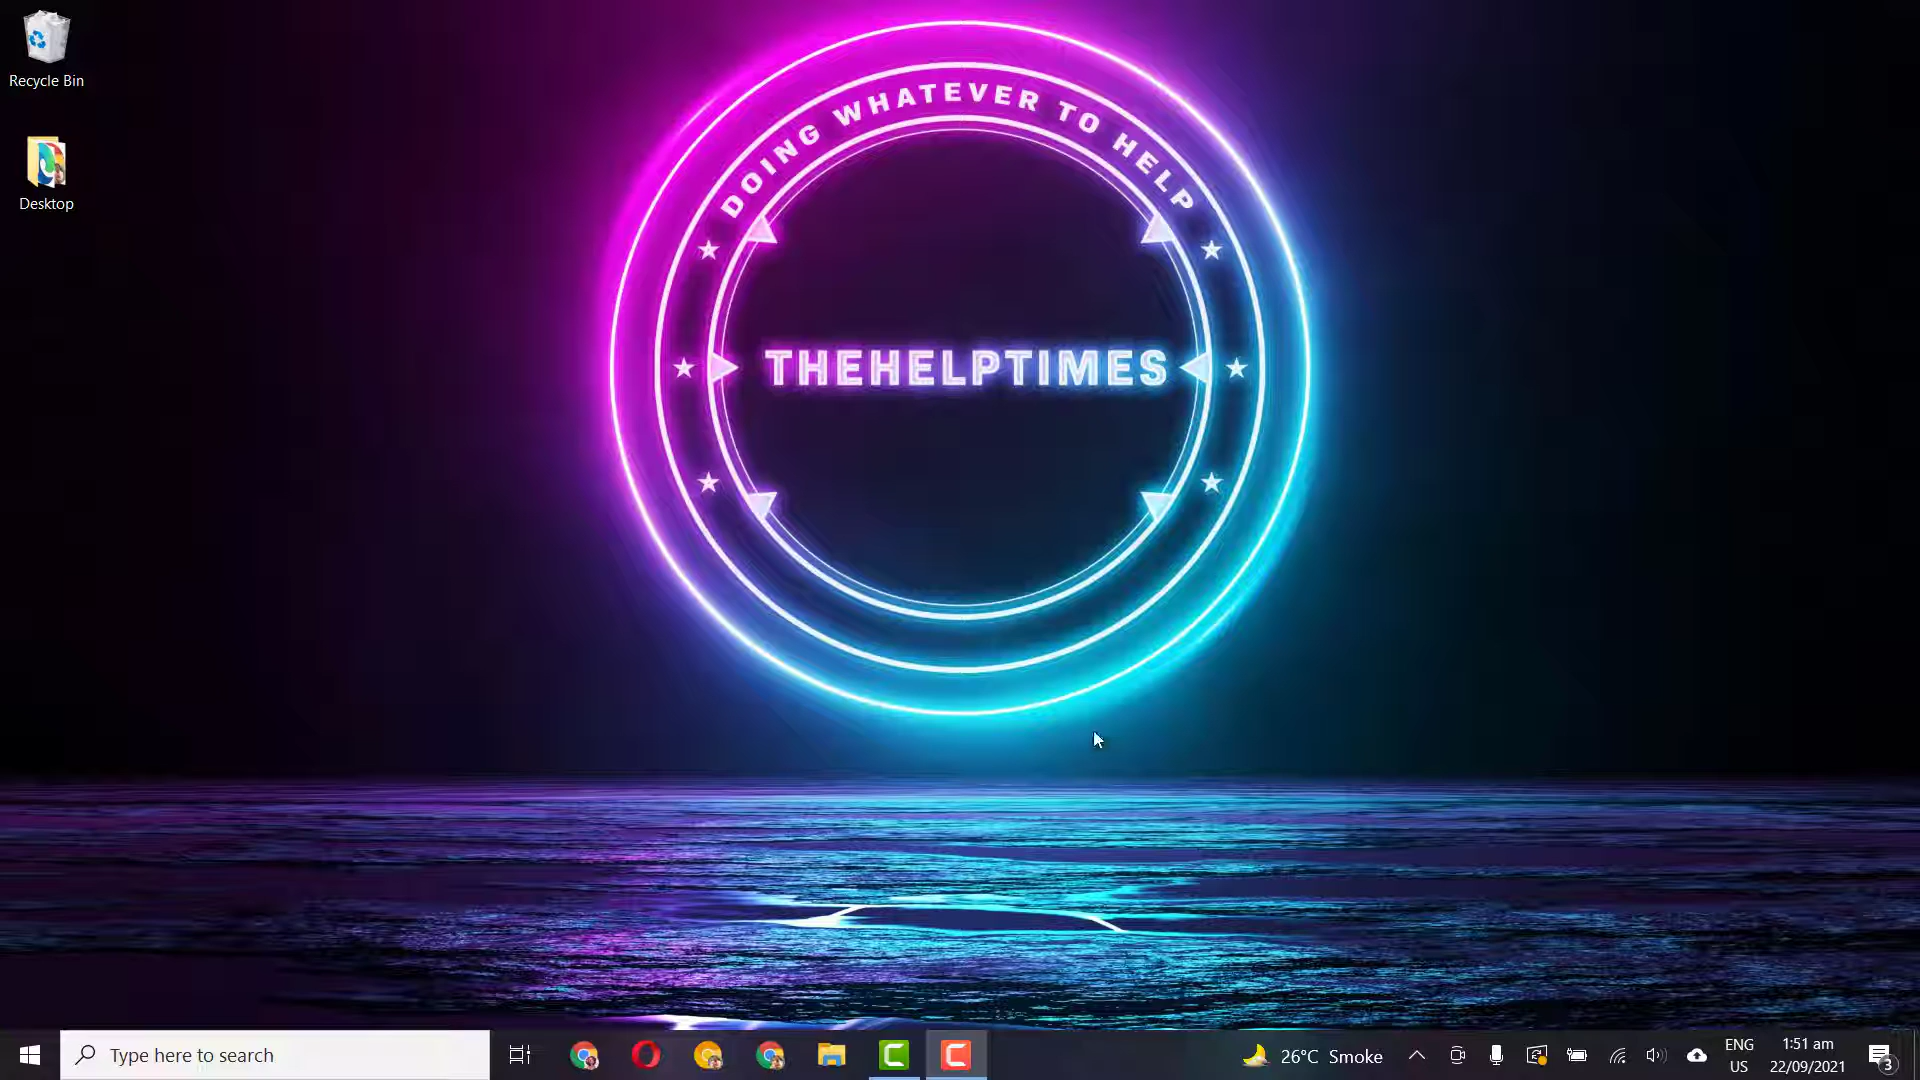 Recycle Bin
Desktop
DOING WHATEVER TO HELP
THEHELPTIMES
Type here to search
26°C Smoke
ENG
US
1:51 am
22/09/2021
3